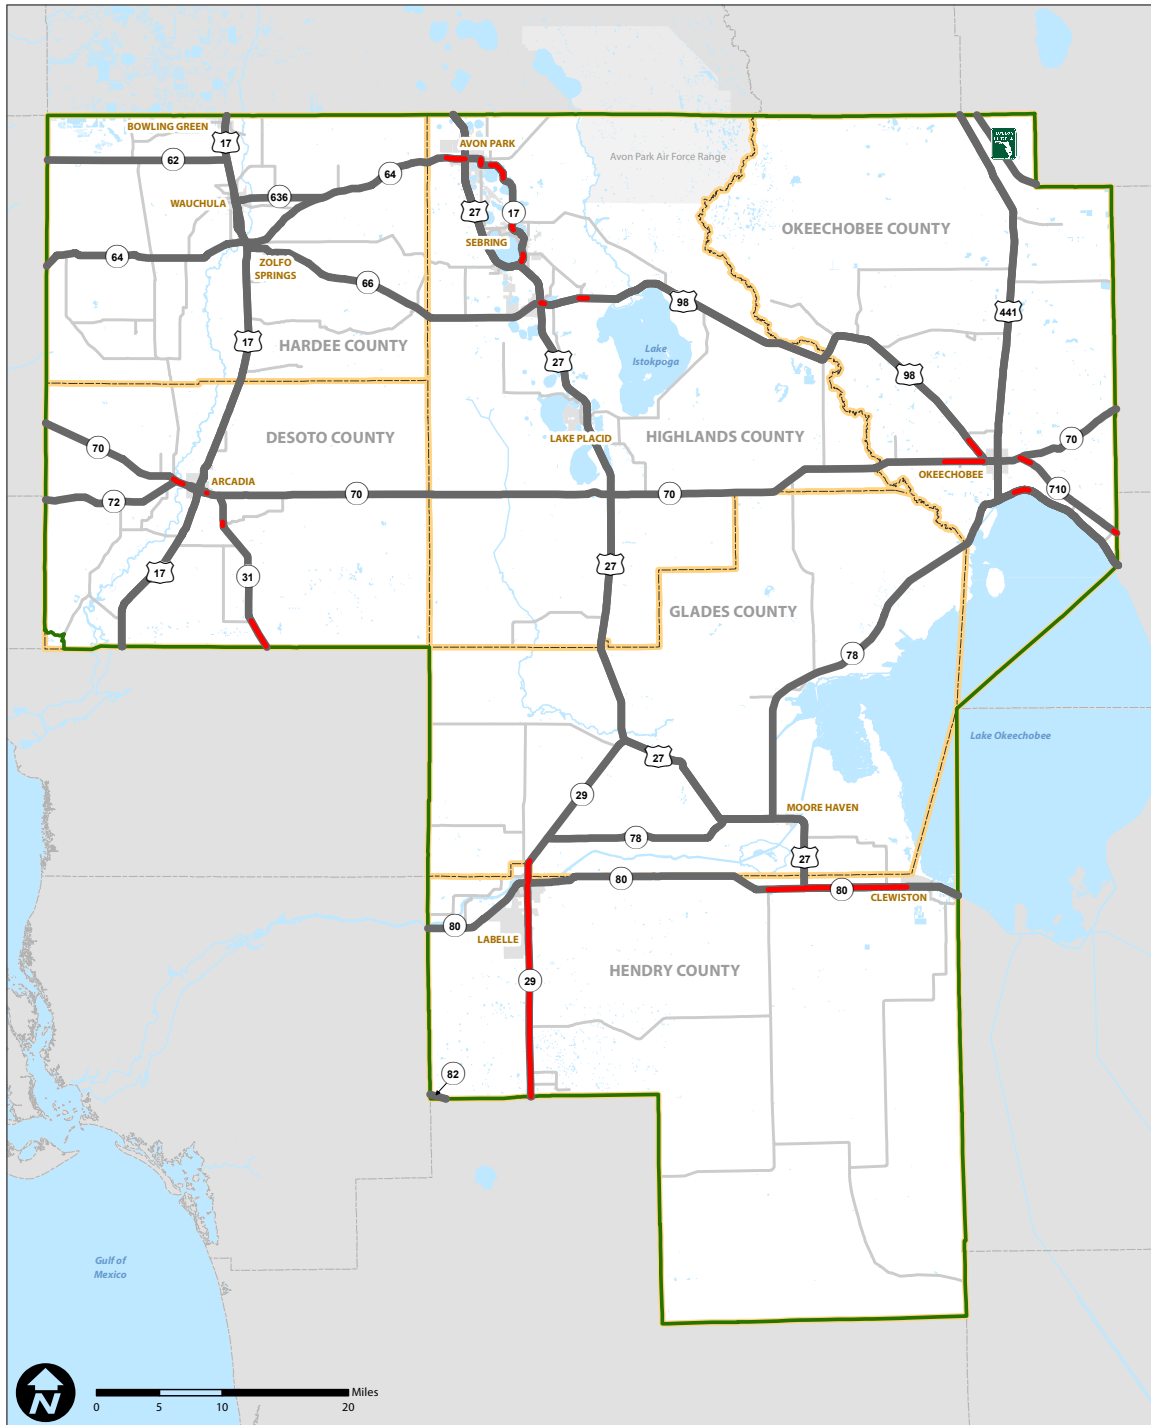 BOWLING GREEN
17
AVON PARK
62
Avon Park Air Force Range
64
636
WAUCHULA
27
17
OKEECHOBEE COUNTY
SEBRING
64
ZOLFO
SPRINGS
66
98
441
17
HARDEE COUNTY
Lake
Istokpoga
27
98
DESOTO COUNTY
HIGHLANDS COUNTY
LAKE PLACID
70
70
OKEECHOBEE
ARCADIA
72
70
70
710
17
31
27
GLADES COUNTY
78
Lake Okeechobee
27
29
MOORE HAVEN
78
27
80
80
CLEWISTON
80
LABELLE
HENDRY COUNTY
29
82
Gulf of
Mexico
N
Miles
0
5
10
20